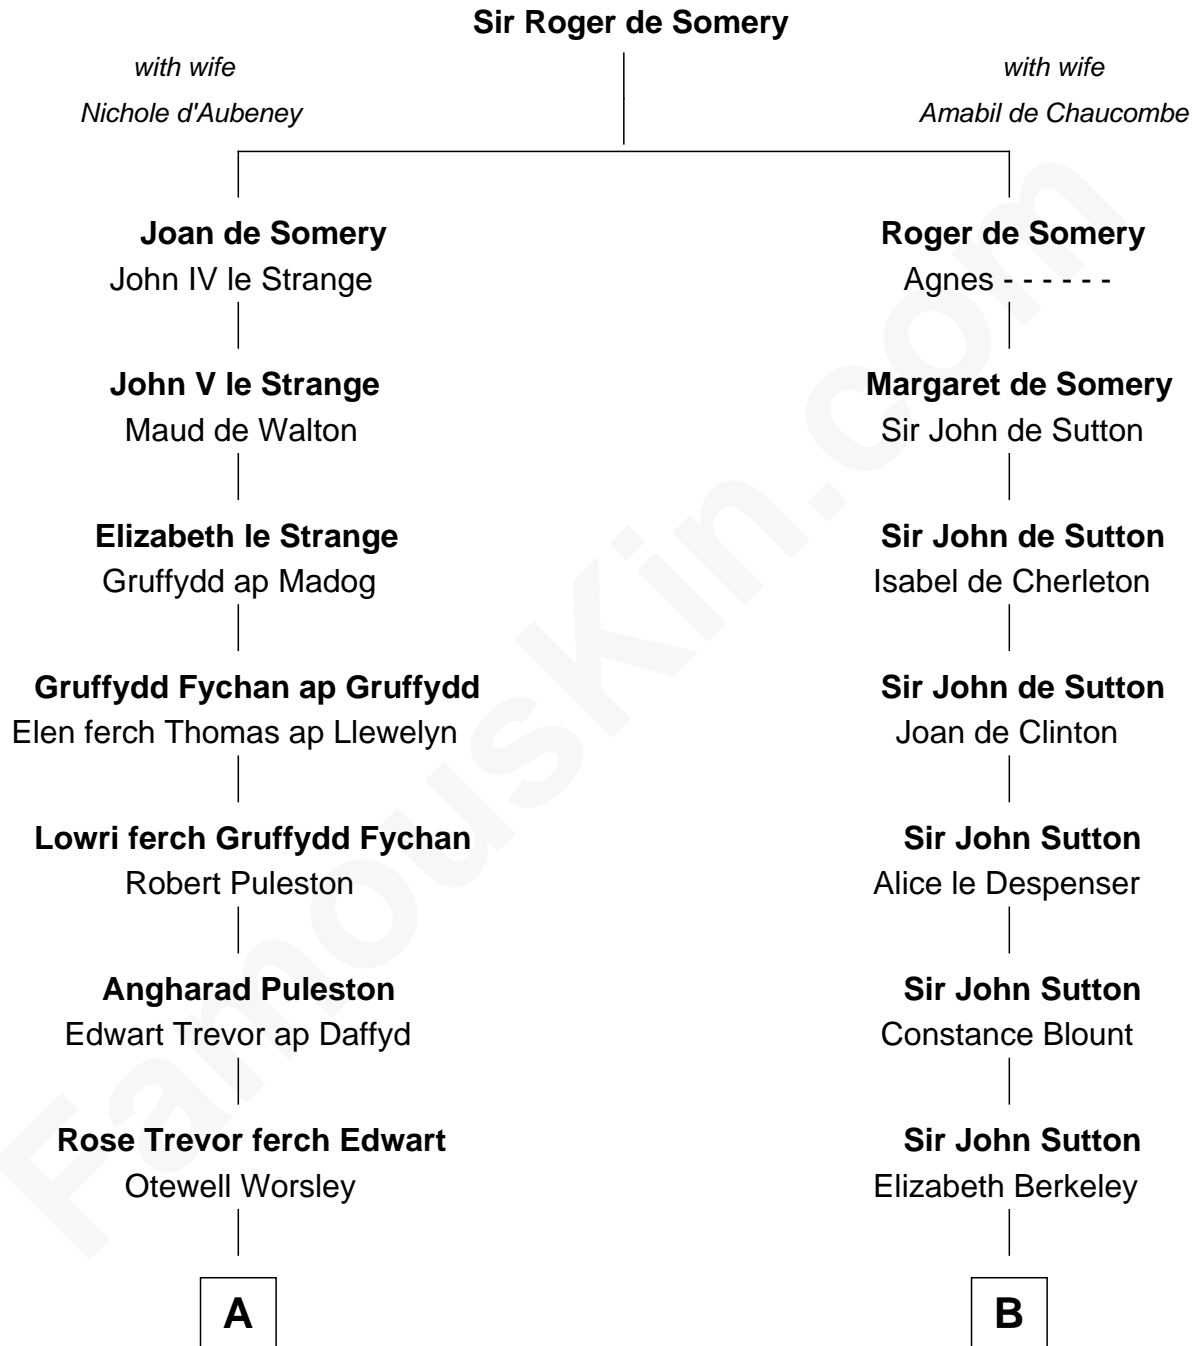 Sir Roger de Somery
with wife
Nichole d'Aubeney
with wife
Amabil de Chaucombe
Joan de Somery
John IV le Strange
Roger de Somery
Agnes - - - - - -
John V le Strange
Maud de Walton
Margaret de Somery
Sir John de Sutton
Elizabeth le Strange
Gruffydd ap Madog
Sir John de Sutton
Isabel de Cherleton
Gruffydd Fychan ap Gruffydd
Elen ferch Thomas ap Llewelyn
Sir John de Sutton
Joan de Clinton
Lowri ferch Gruffydd Fychan
Robert Puleston
Sir John Sutton
Alice le Despenser
Angharad Puleston
Edwart Trevor ap Daffyd
Sir John Sutton
Constance Blount
Rose Trevor ferch Edwart
Otewell Worsley
Sir John Sutton
Elizabeth Berkeley
A
B
FamousKin.com